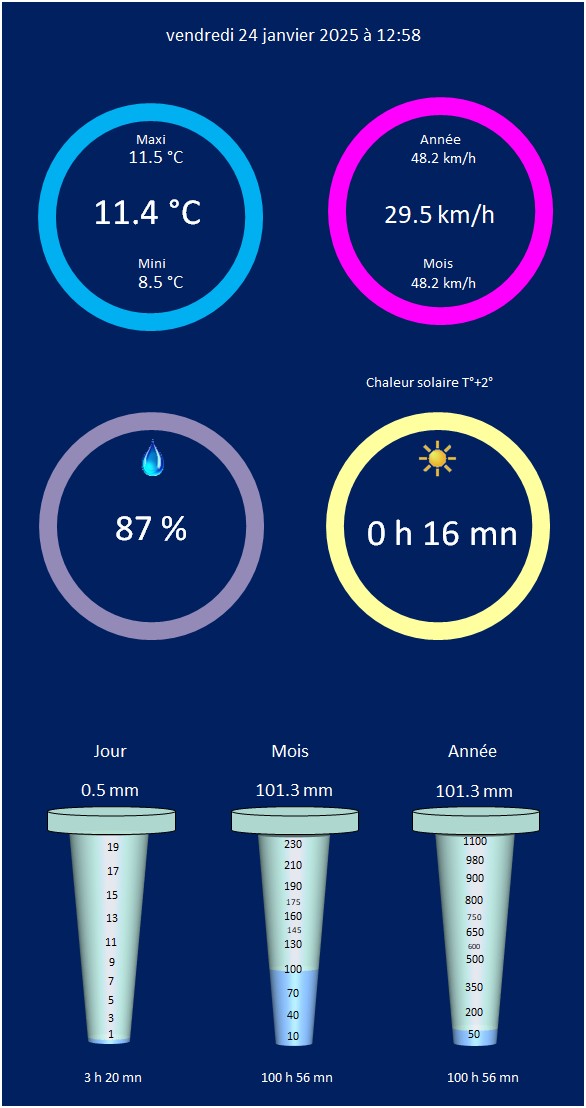 vendredi 24 janvier 2025 à 12:58
Maxi
11.5 °C
11.4 °C
Mini
8.5 °C
Année
48.2 km/h
29.5 km/h
Mois
48.2 km/h
Chaleur solaire T°+2°
87 %
0 h 16 mn
Jour
0.5 mm
19
17
15
13
11
9
7
5
3
1
3 h 20 mn
Mois
101.3 mm
230
210
190
175
160
145
130
100
70
40
10
100 h 56 mn
Année
101.3 mm
1100
980
900
800
750
650
600
500
350
200
50
100 h 56 mn